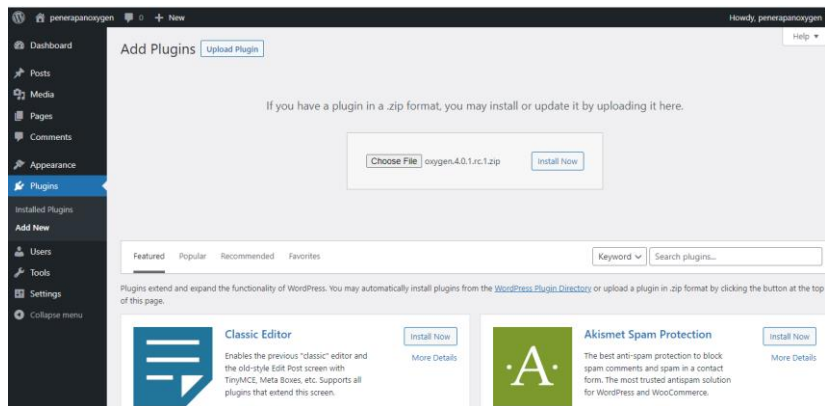 penerapanoxygen 0 + New Howdy, penerapanoxygen
Dashboard
Posts
Media
Pages
Comments
Appearance
Plugins
Installed Plugins
Add New
Users
Tools
Settings
Collapse menu
Help
Add Plugins Upload Plugin
If you have a plugin in a .zip format, you may install or update it by uploading it here.
Choose File oxygen.4.0.1.rc.1.zip Install Now
Featured Popular Recommended Favorites Keyword Search plugins...
Plugins extend and expand the functionality of WordPress. You may automatically install plugins from the WordPress Plugin Directory or upload a plugin in .zip format by clicking the button at the top
of this page.
Classic Editor
Install Now
More Details
Enables the previous "classic" editor and
the old-style Edit Post screen with
TinyMCE, Meta Boxes, etc. Supports all
plugins that extend this screen.
A
Akismet Spam Protection
Install Now
More Details
The best anti-spam protection to block
spam comments and spam in a contact
form. The most trusted antispam solution
for WordPress and WooCommerce.